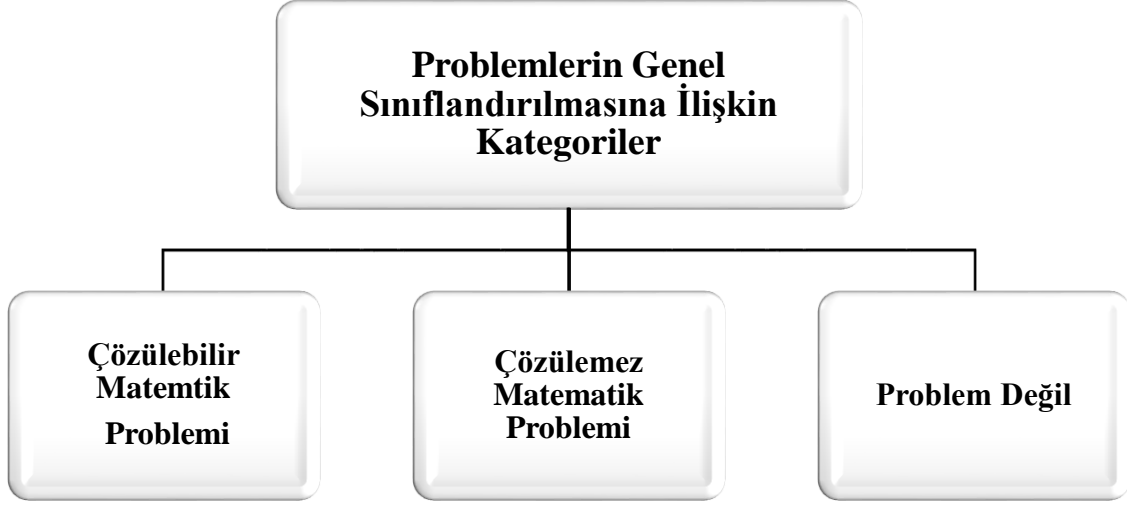 Problemlerin Genel
Sınıflandırılmasına İlişkin
Kategoriler
Çözülebilir
Matemtik
Problemi
Çözülemez
Matematik
Problemi
Problem Değil